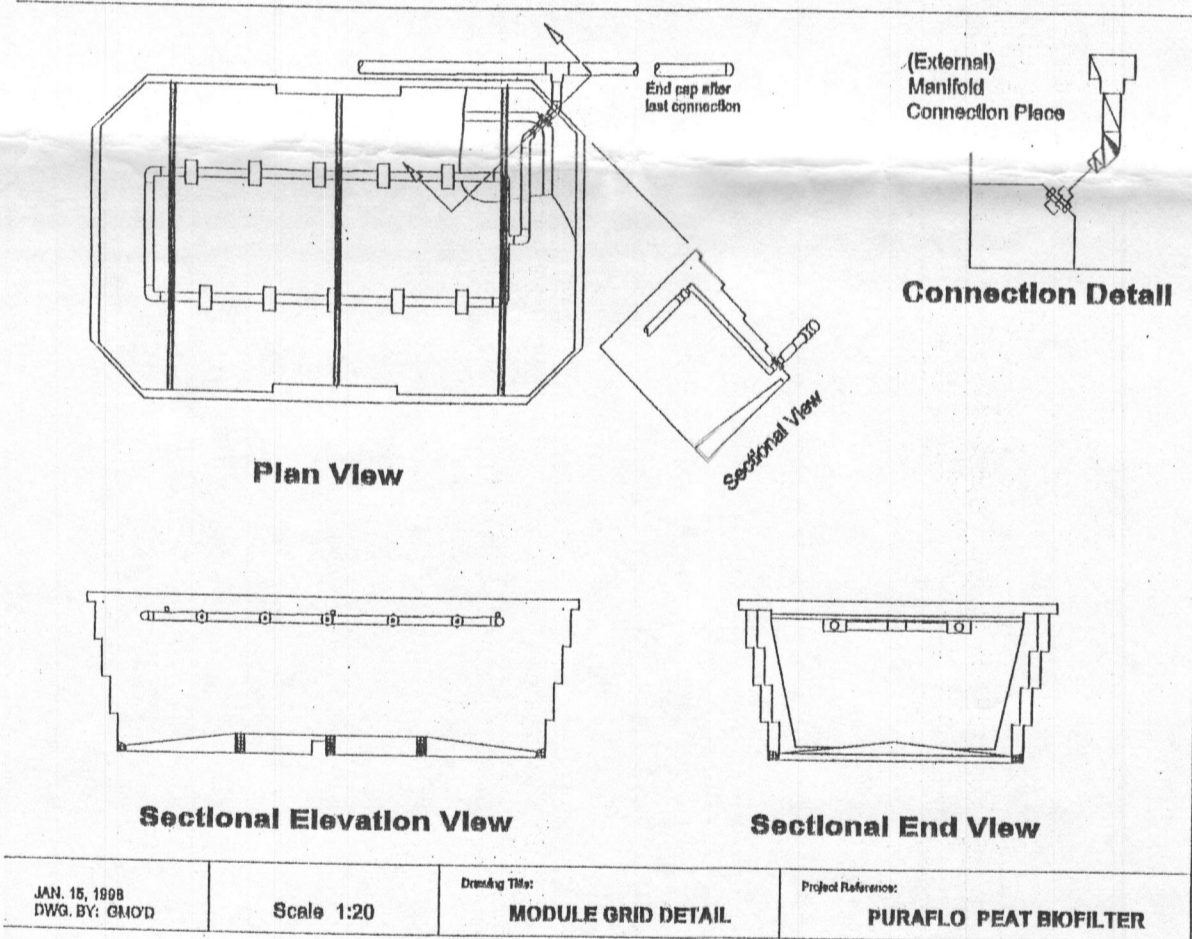 End cap after
last connection
(External)
Manifold
Connection Piece
Connection Detail
Sectional View
Plan View
Sectional Elevation View
Sectional End View
JAN. 15, 1998
DWG. BY: GMO'D
Scale 1:20
Drawing Title:
MODULE GRID DETAIL
Project Reference:
PURAFLO PEAT BIOFILTER